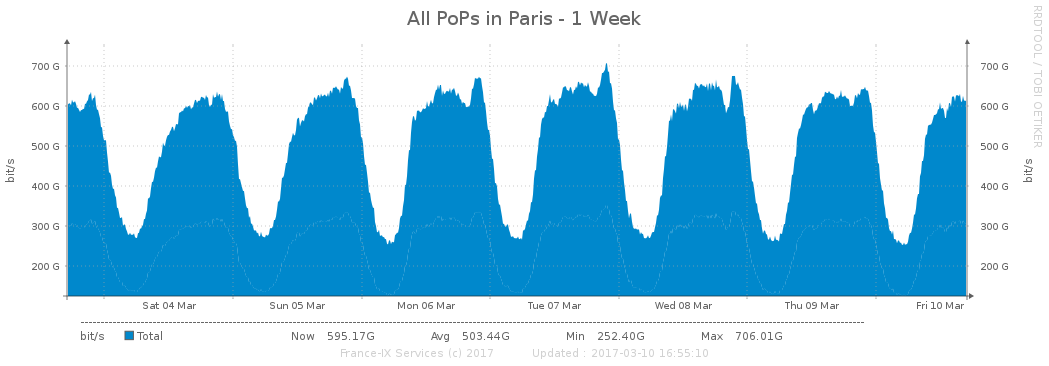 All PoPs in Paris - 1 Week
RRDTOOL / TOBI OETIKER
700 G 700 G
600 G 600 G
500 G 500 G
400 G 400 G
300 G 300 G
200 G 200 G
bit/s
bit/s
Sat 04 Mar Sun 05 Mar Mon 06 Mar Tue 07 Mar Wed 08 Mar Thu 09 Mar Fri 10 Mar
bit/s Total Now 595.17G Avg 503.44G Min 252.40G Max 706.01G
France-IX Services (c) 2017 Updated : 2017-03-10 16:55:10